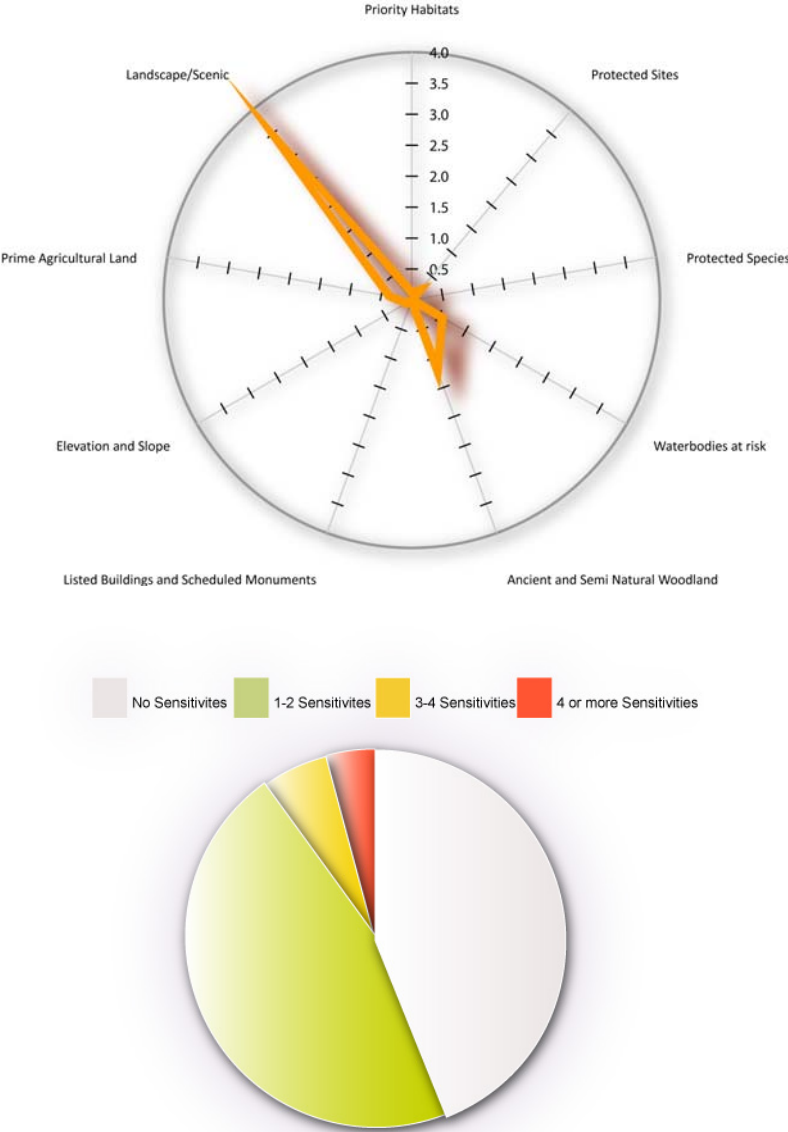 Priority Habitats
4.0
Landscape/Scenic
Protected Sites
3.5
3.0
2.5
2.0
1.5
1.0
Prime Agricultural Land
Protected Species
0.5
Elevation and Slope
Waterbodies at risk
Listed Buildings and Scheduled Monuments
Ancient and Semi Natural Woodland
No Sensitivites
1-2 Sensitivites
3-4 Sensitivities
4 or more Sensitivities